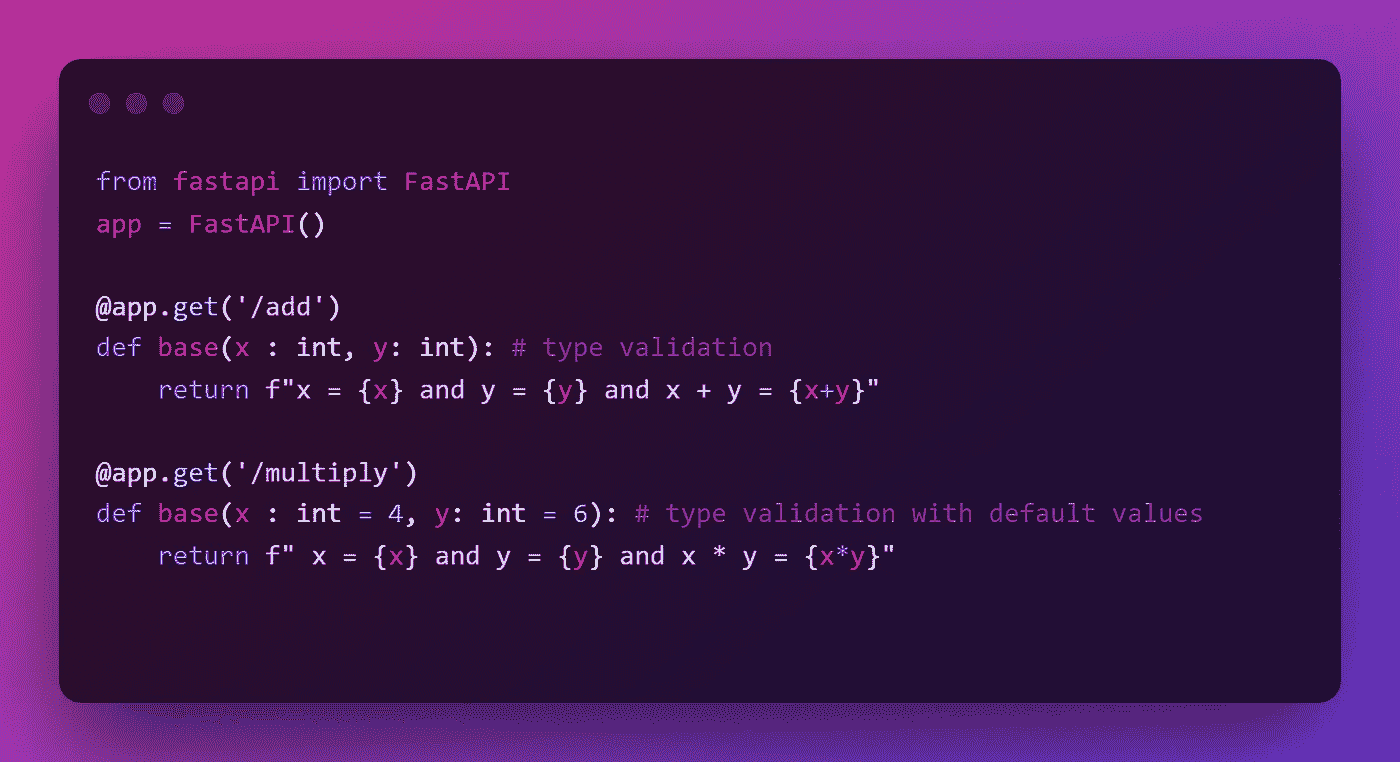 from fastapi import FastAPI
app = FastAPI()
@app.get('/add')
def base(x : int, y: int): # type validation
    return f"x = {x} and y = {y} and x + y = {x+y}"
@app.get('/multiply')
def base(x : int = 4, y: int = 6): # type validation with default values
    return f" x = {x} and y = {y} and x * y = {x*y}"